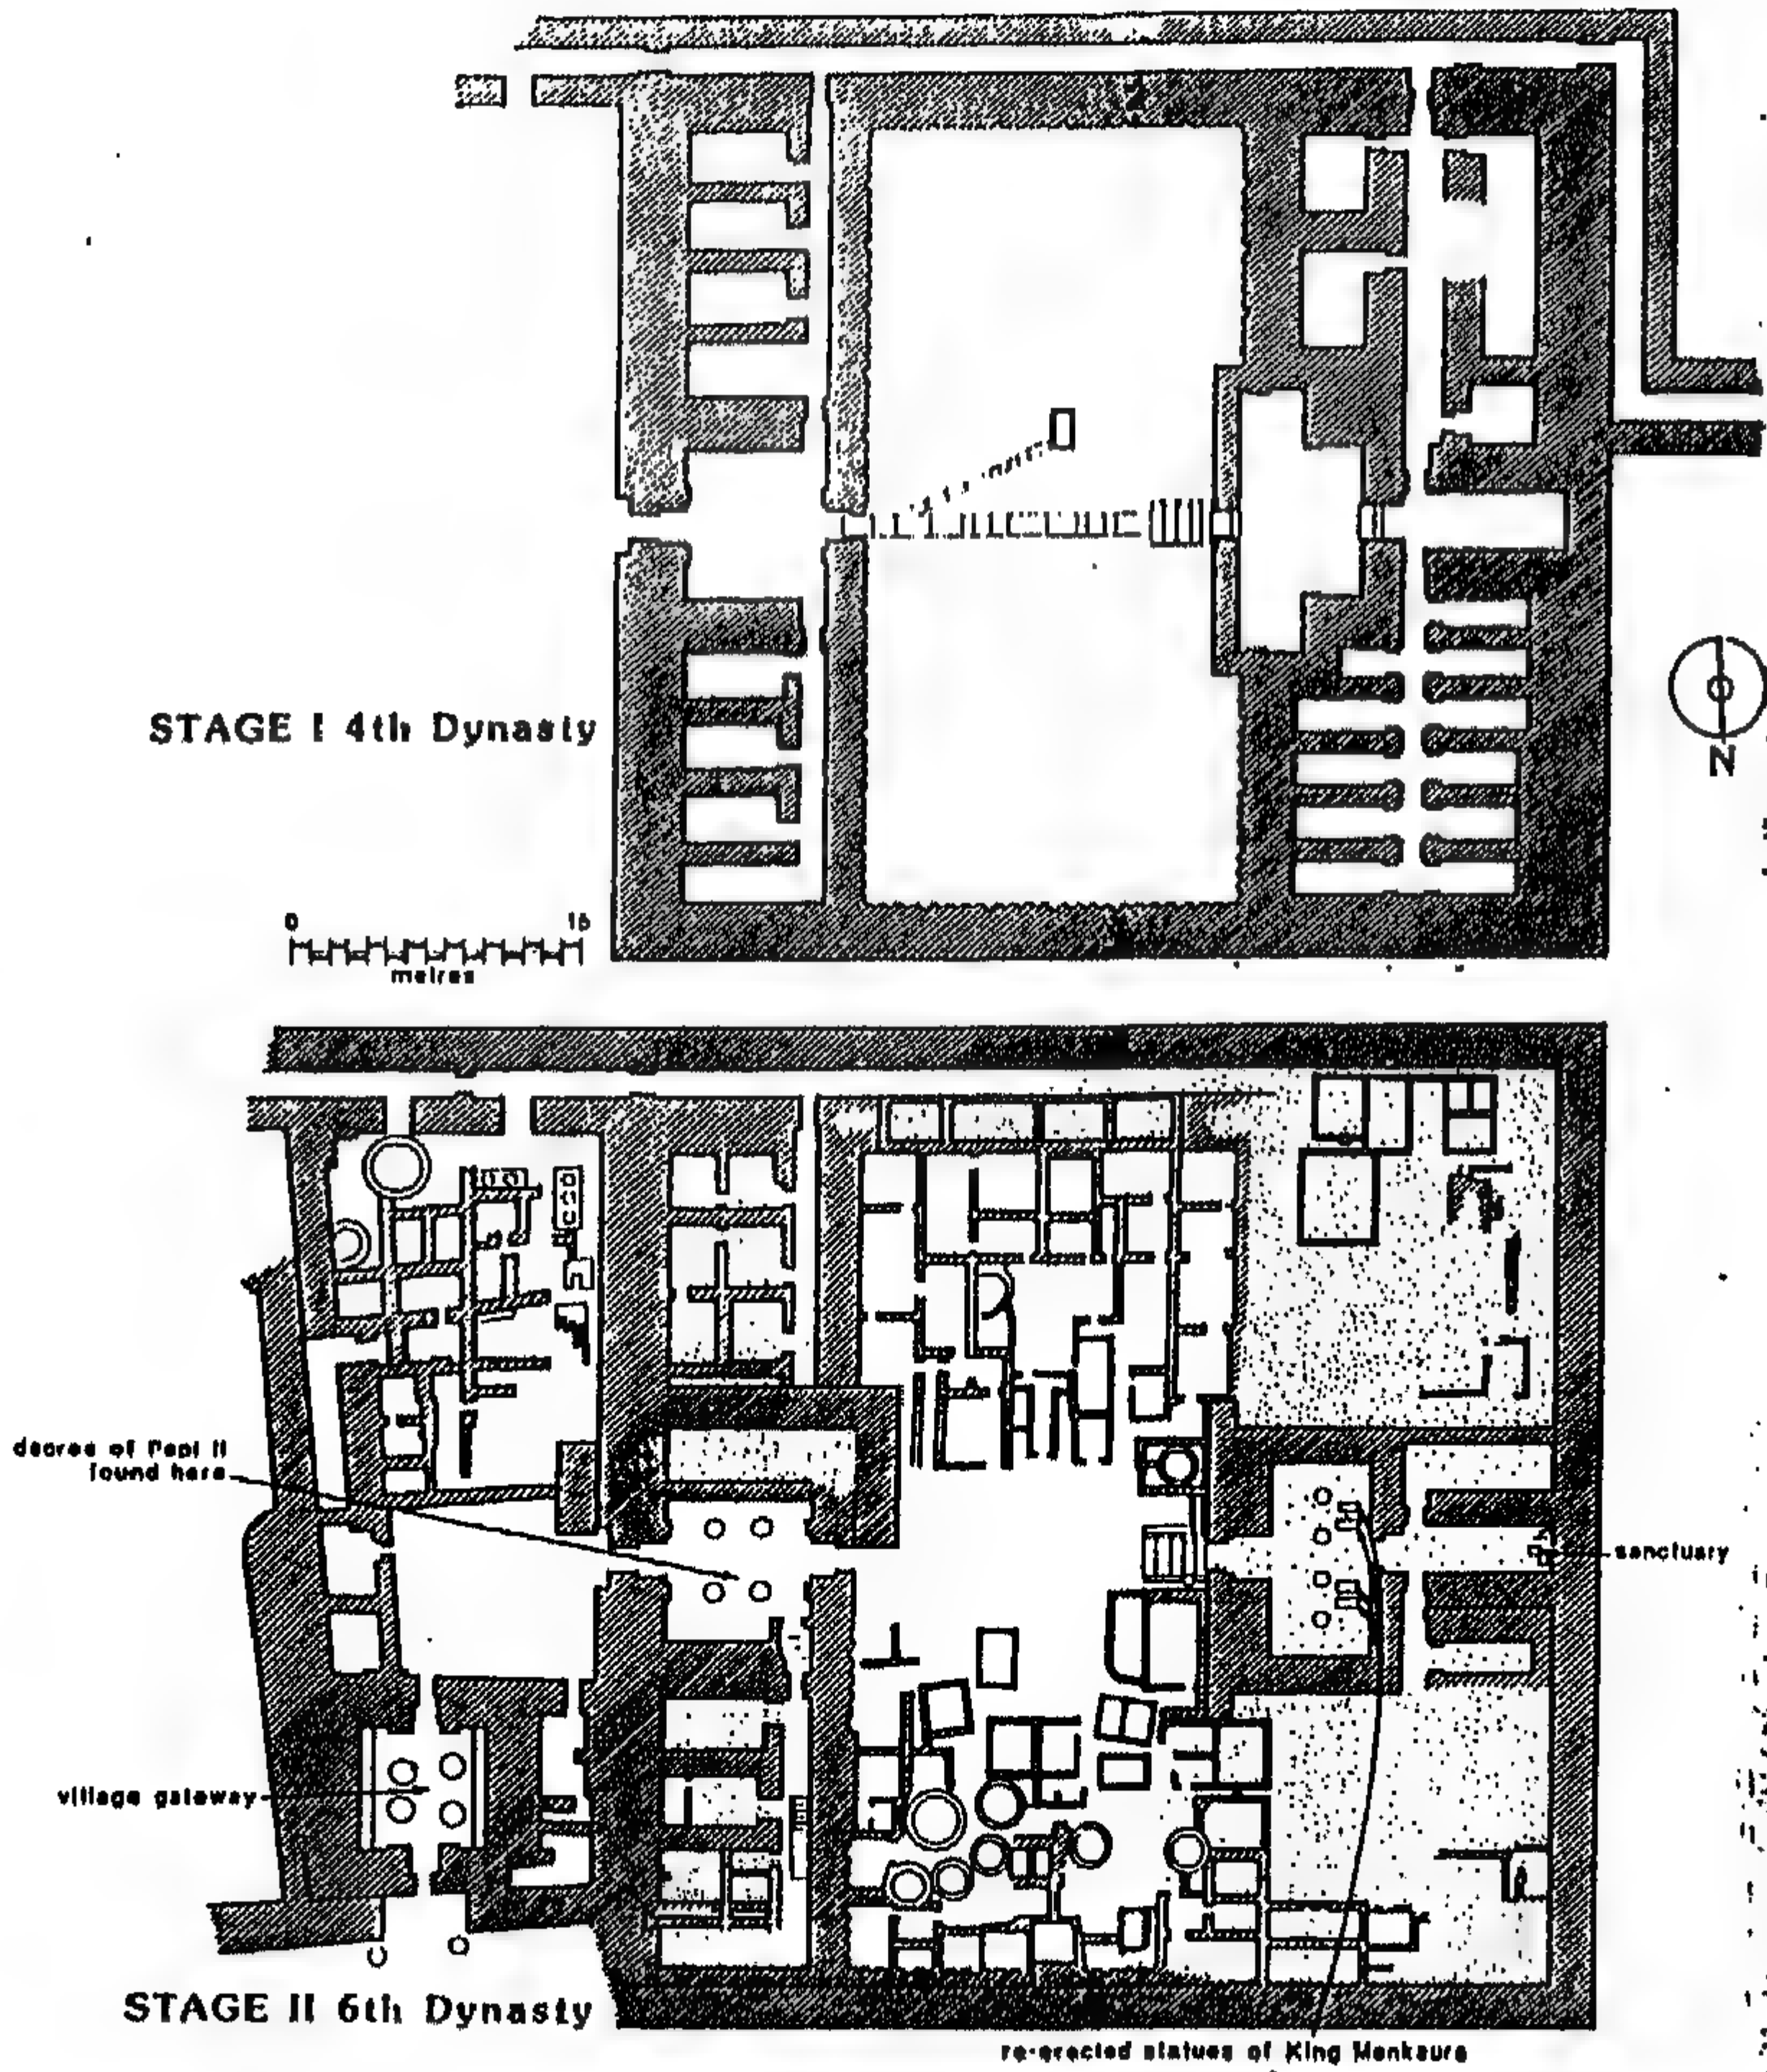 STAGE I 4th Dynasty
N
0 15
metres
decree of Pepi II
found here
sanctuary
village gateway
STAGE II 6th Dynasty
re-erected statues of King Menkaure